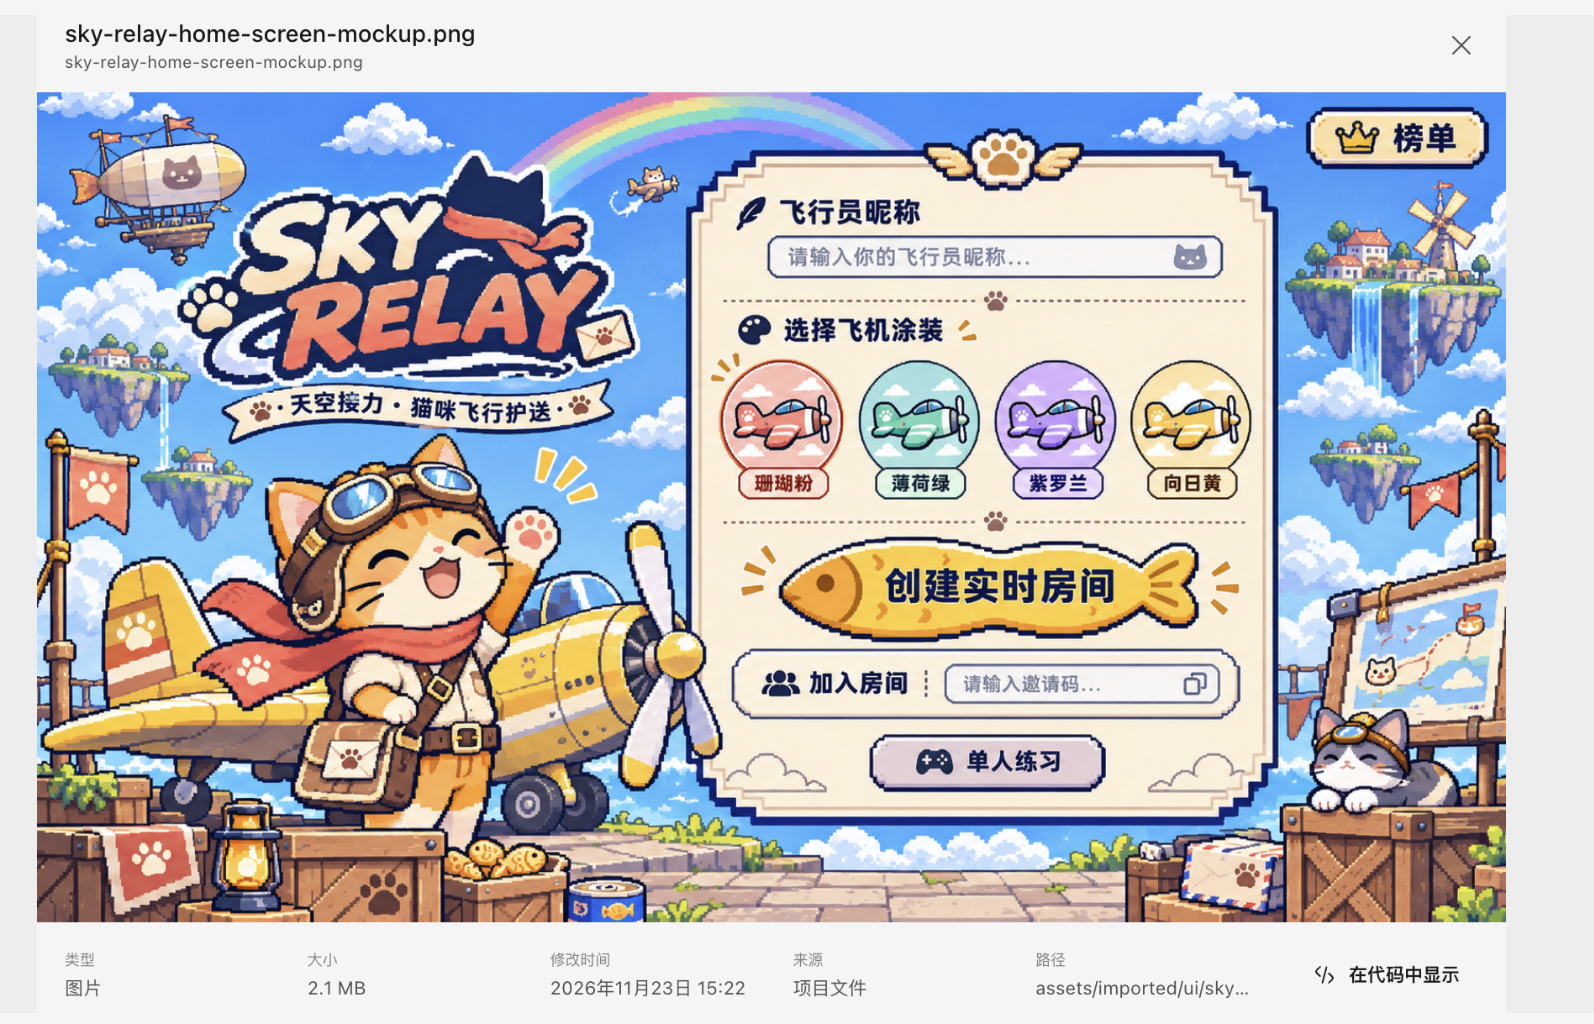 sky-relay-home-screen-mockup.png
sky-relay-home-screen-mockup.png
榜单
SKY
RELAY
·天空接力·猫咪飞行护送·
飞行员昵称
请输入你的飞行员昵称...
选择飞机涂装
珊瑚粉
薄荷绿
紫罗兰
向日黄
创建实时房间
加入房间
请输入邀请码...
单人练习
类型
图片
大小
2.1 MB
修改时间
2026年11月23日 15:22
来源
项目文件
路径
assets/imported/ui/sky...
在代码中显示